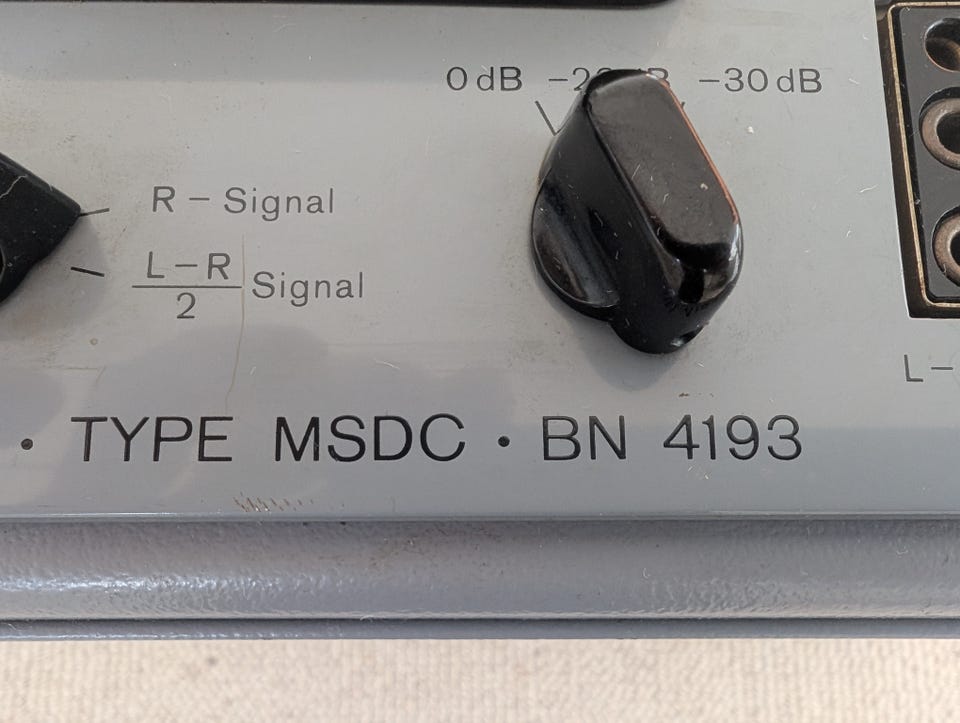 0 dB -30 dB
R - Signal
L - R
2
Signal
L -
· TYPE MSDC · BN 4193